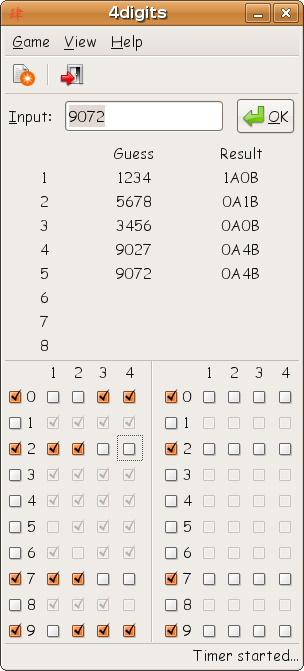 4digits
Game View Help
Input: 9072 OK
Guess Result
1 1234 1A0B
2 5678 0A1B
3 3456 0A0B
4 9027 0A4B
5 9072 0A4B
6
7
8
1 2 3 4 1 2 3 4
0 0
1 1
2 2
3 3
4 4
5 5
6 6
7 7
8 8
9 9
Timer started...